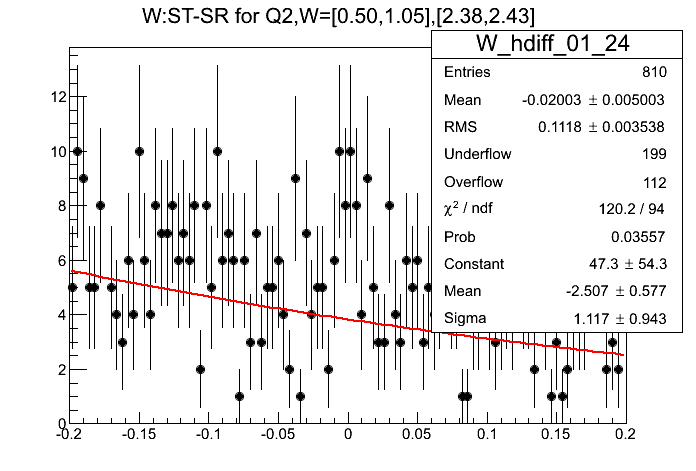 W:ST-SR for Q2,W=[0.50,1.05],[2.38,2.43]
W_hdiff_01_24
Entries 810
Mean -0.02003 ± 0.005003
RMS 0.1118 ± 0.003538
Underflow 199
Overflow 112
χ² / ndf 120.2 / 94
Prob 0.03557
Constant 47.3 ± 54.3
Mean -2.507 ± 0.577
Sigma 1.117 ± 0.943
12
10
8
6
4
2
0
-0.2 -0.15 -0.1 -0.05 0 0.05 0.1 0.15 0.2